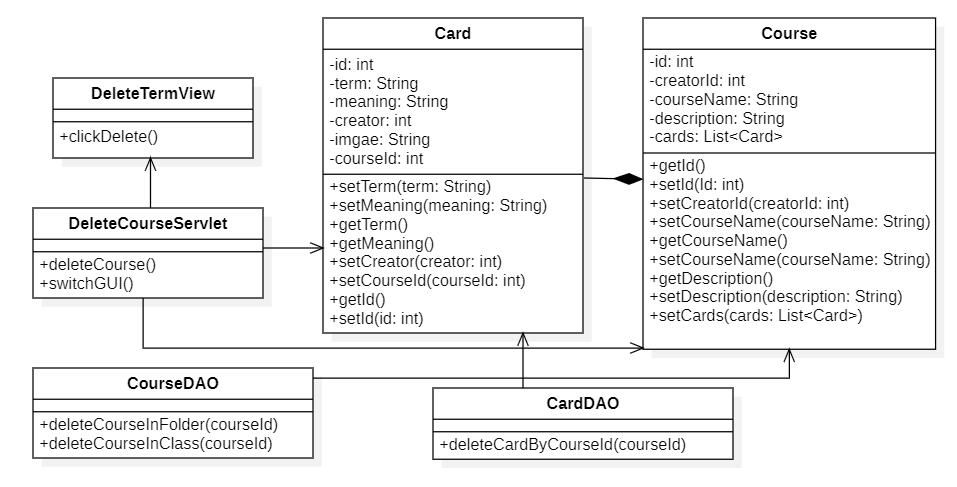 DeleteTermView
+clickDelete()
DeleteCourseServlet
+deleteCourse()
+switchGUI()
Card
-id: int
-term: String
-meaning: String
-creator: int
-imgae: String
-courseId: int
+setTerm(term: String)
+setMeaning(meaning: String)
+getTerm()
+getMeaning()
+setCreator(creator: int)
+setCourseId(courseId: int)
+getId()
+setId(id: int)
Course
-id: int
-creatorId: int
-courseName: String
-description: String
-cards: List<Card>
+getId()
+setId(Id: int)
+setCreatorId(creatorId: int)
+setCourseName(courseName: String)
+getCourseName()
+setCourseName(courseName: String)
+getDescription()
+setDescription(description: String)
+setCards(cards: List<Card>)
CourseDAO
+deleteCourseInFolder(courseId)
+deleteCourseInClass(courseId)
CardDAO
+deleteCardByCourseId(courseId)